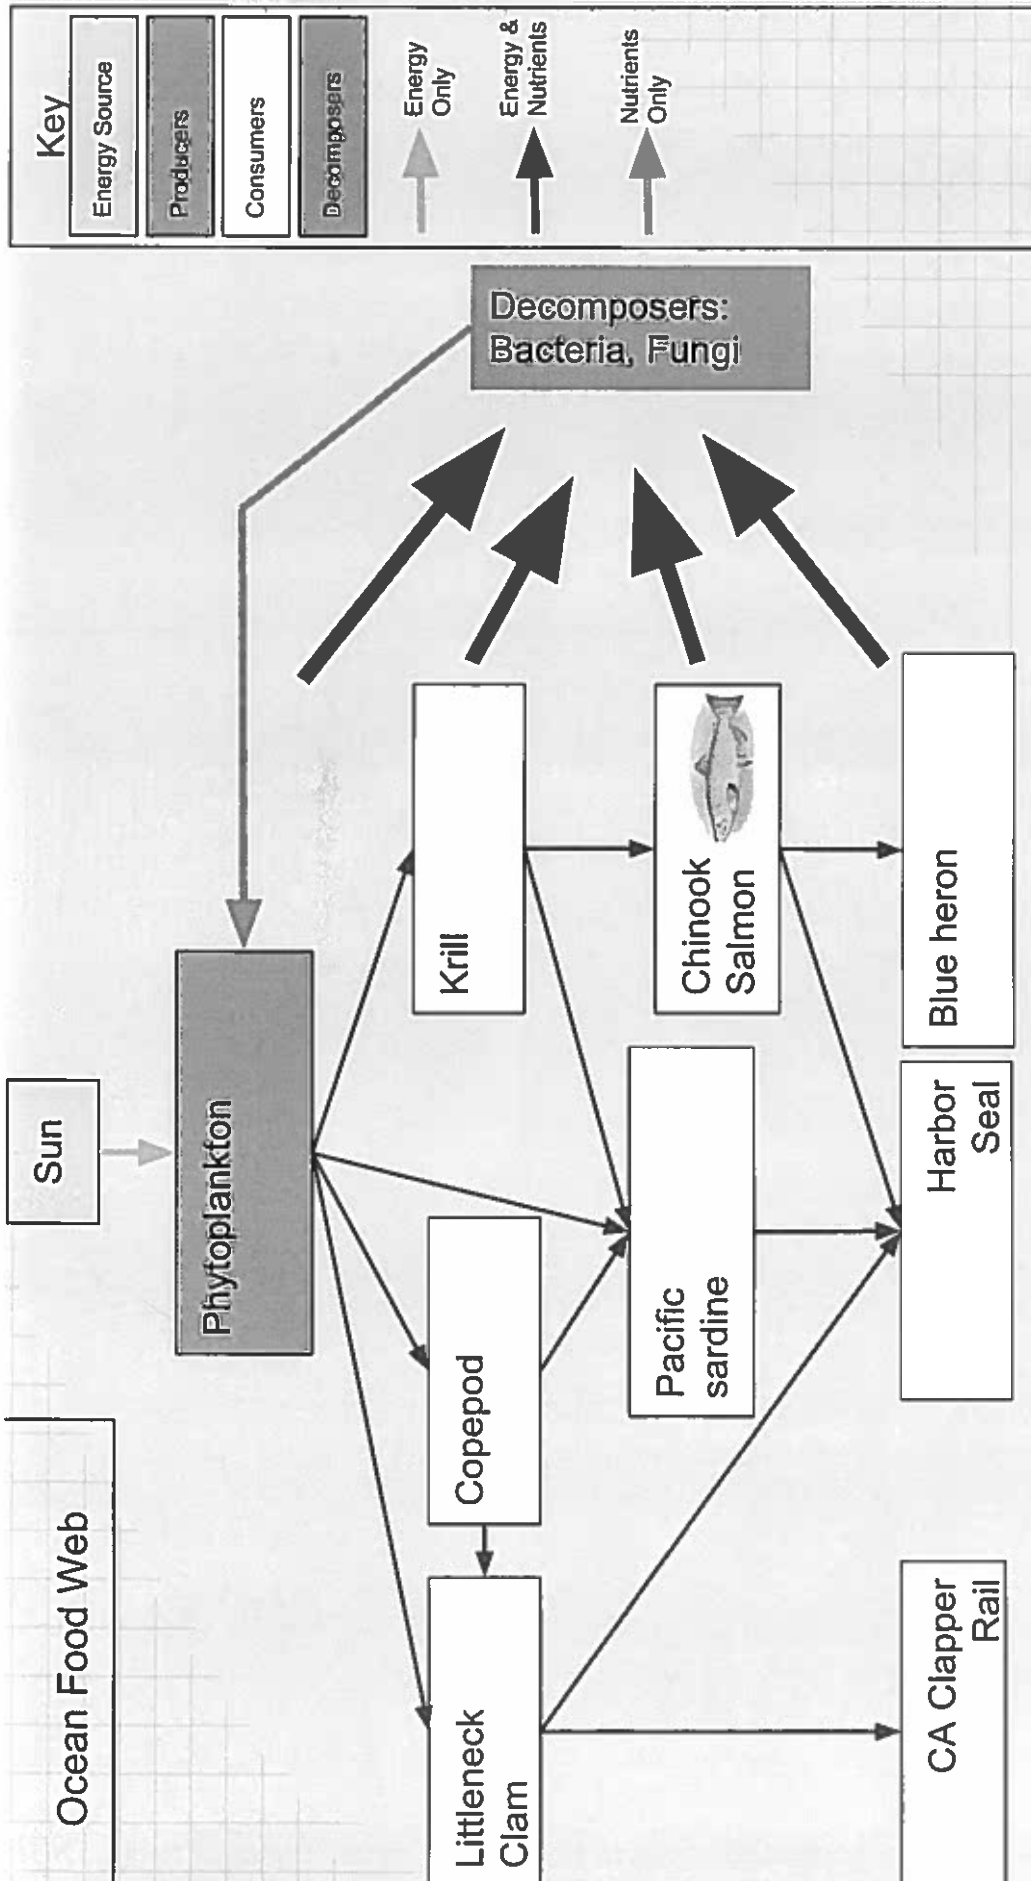 Ocean Food Web
Sun
Phytoplankton
Littleneck
Clam
Copepod
Krill
Pacific
sardine
Chinook
Salmon
CA Clapper
Rail
Harbor
Seal
Blue heron
Decomposers:
Bacteria, Fungi
Key
Energy Source
Producers
Consumers
Decomposers
Energy
Only
Energy &
Nutrients
Nutrients
Only